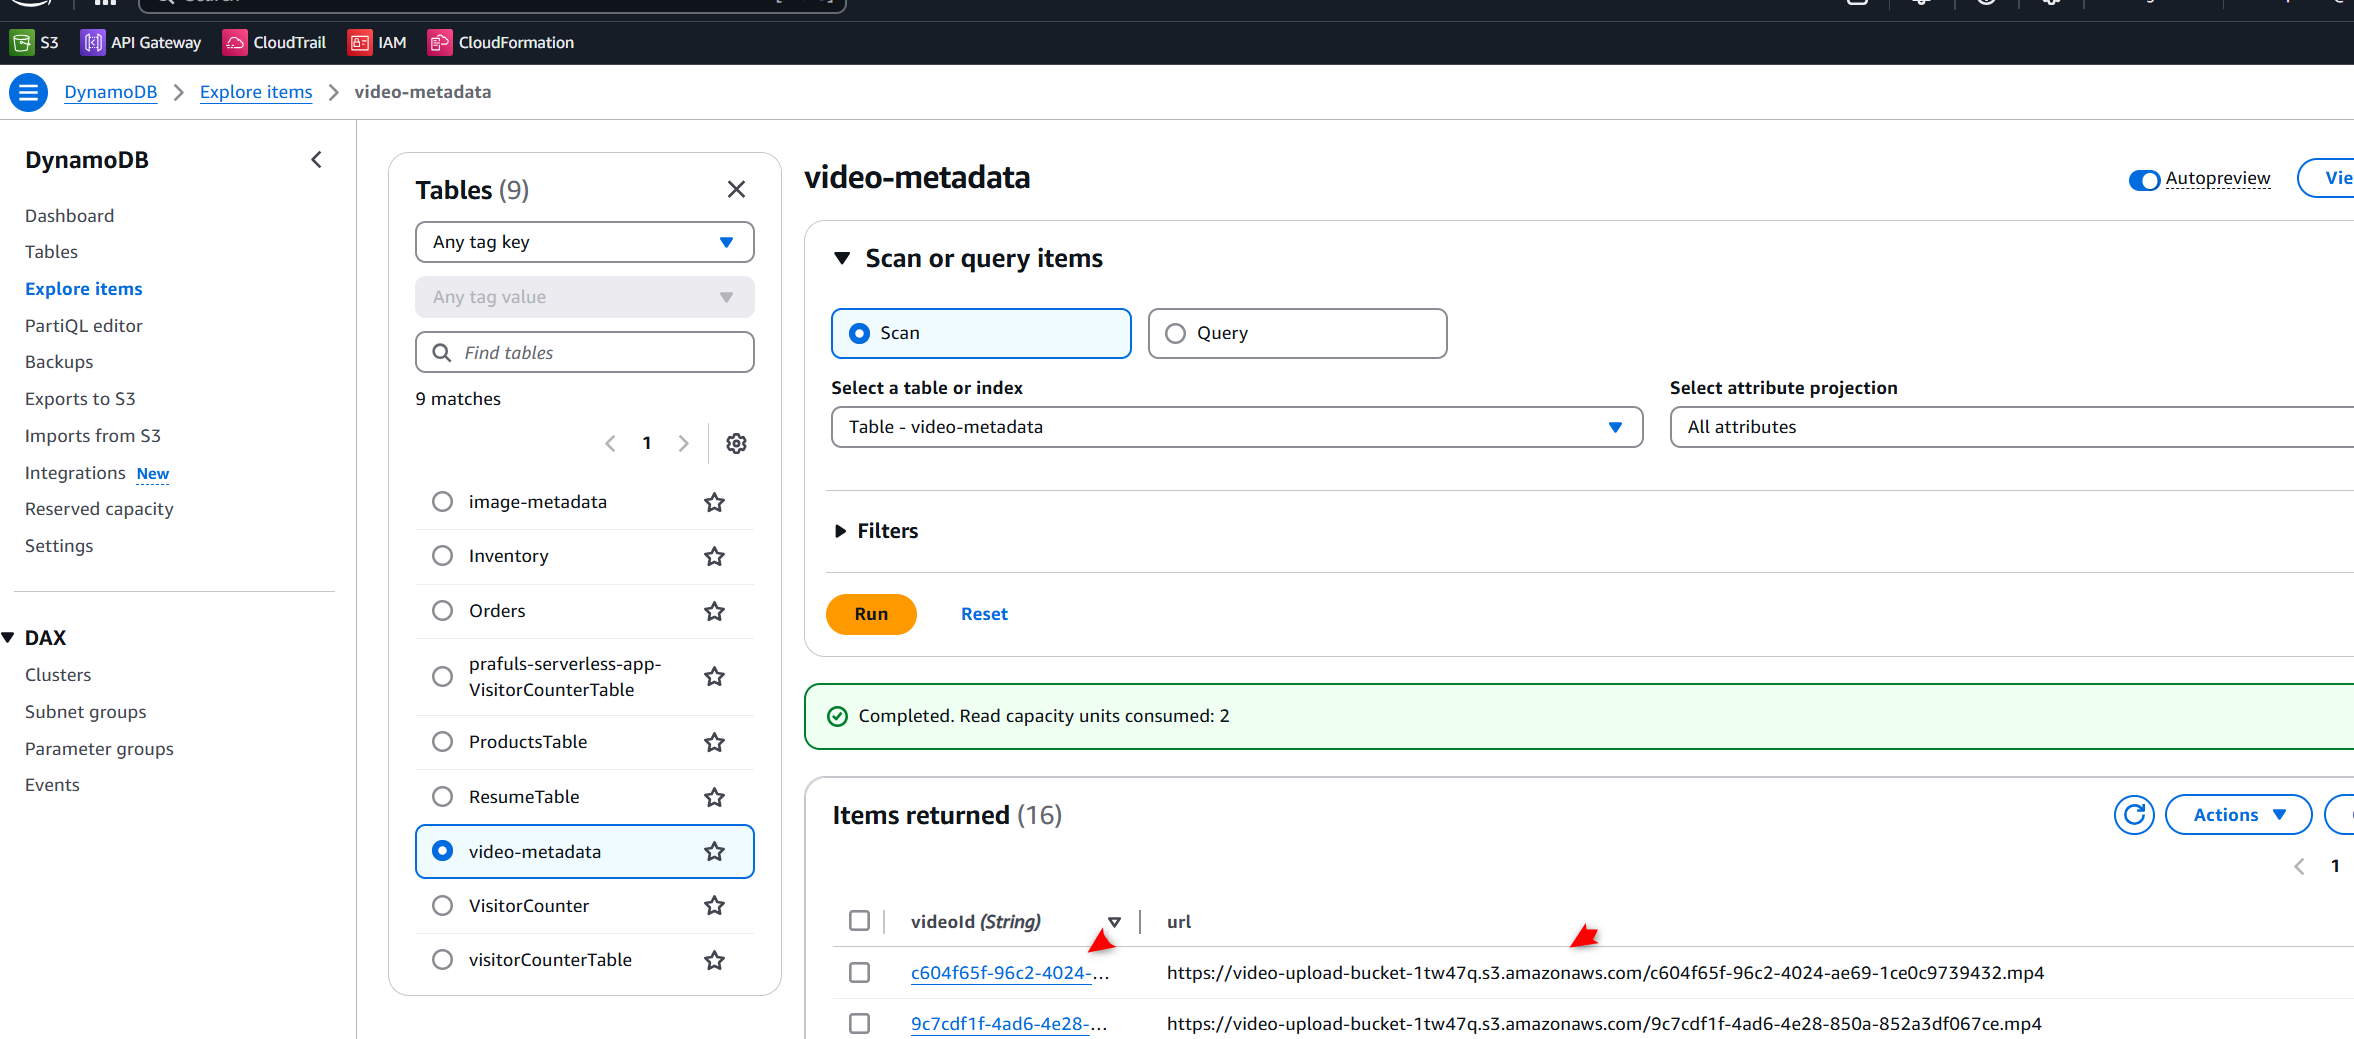 S3 API Gateway CloudTrail IAM CloudFormation
DynamoDB > Explore items > video-metadata
DynamoDB
Dashboard
Tables
Explore items
PartiQL editor
Backups
Exports to S3
Imports from S3
Integrations New
Reserved capacity
Settings
DAX
Clusters
Subnet groups
Parameter groups
Events
Tables (9)
Any tag key
Any tag value
Find tables
9 matches
1
image-metadata
Inventory
Orders
prafuls-serverless-app-
VisitorCounterTable
ProductsTable
ResumeTable
video-metadata
VisitorCounter
visitorCounterTable
video-metadata
Autopreview
Vie
Scan or query items
Scan
Query
Select a table or index
Table - video-metadata
Select attribute projection
All attributes
Filters
Run Reset
Completed. Read capacity units consumed: 2
Items returned (16)
Actions
1
videoId (String) url
c604f65f-96c2-4024-... https://video-upload-bucket-1tw47q.s3.amazonaws.com/c604f65f-96c2-4024-ae69-1ce0c9739432.mp4
9c7cdf1f-4ad6-4e28-... https://video-upload-bucket-1tw47q.s3.amazonaws.com/9c7cdf1f-4ad6-4e28-850a-852a3df067ce.mp4